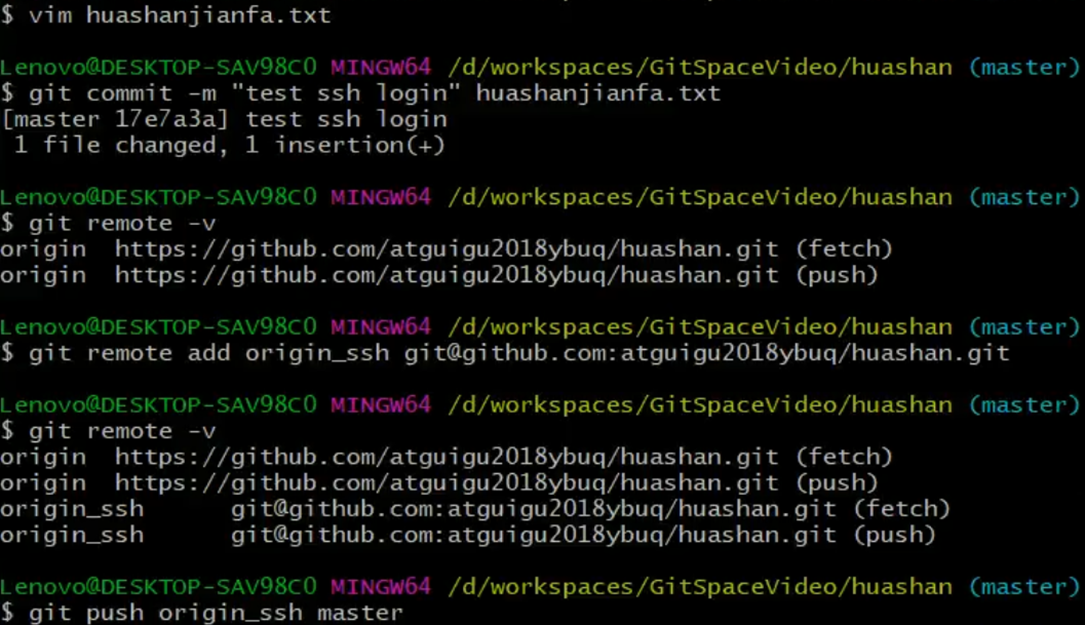 $ vim huashanjianfa.txt
Lenovo@DESKTOP-SAV98C0 MINGW64 /d/workspaces/GitSpaceVideo/huashan (master)
$ git commit -m "test ssh login" huashanjianfa.txt
[master 17e7a3a] test ssh login
 1 file changed, 1 insertion(+)
Lenovo@DESKTOP-SAV98C0 MINGW64 /d/workspaces/GitSpaceVideo/huashan (master)
$ git remote -v
origin  https://github.com/atguigu2018ybuq/huashan.git (fetch)
origin  https://github.com/atguigu2018ybuq/huashan.git (push)
Lenovo@DESKTOP-SAV98C0 MINGW64 /d/workspaces/GitSpaceVideo/huashan (master)
$ git remote add origin_ssh git@github.com:atguigu2018ybuq/huashan.git
Lenovo@DESKTOP-SAV98C0 MINGW64 /d/workspaces/GitSpaceVideo/huashan (master)
$ git remote -v
origin  https://github.com/atguigu2018ybuq/huashan.git (fetch)
origin  https://github.com/atguigu2018ybuq/huashan.git (push)
origin_ssh      git@github.com:atguigu2018ybuq/huashan.git (fetch)
origin_ssh      git@github.com:atguigu2018ybuq/huashan.git (push)
Lenovo@DESKTOP-SAV98C0 MINGW64 /d/workspaces/GitSpaceVideo/huashan (master)
$ git push origin_ssh master